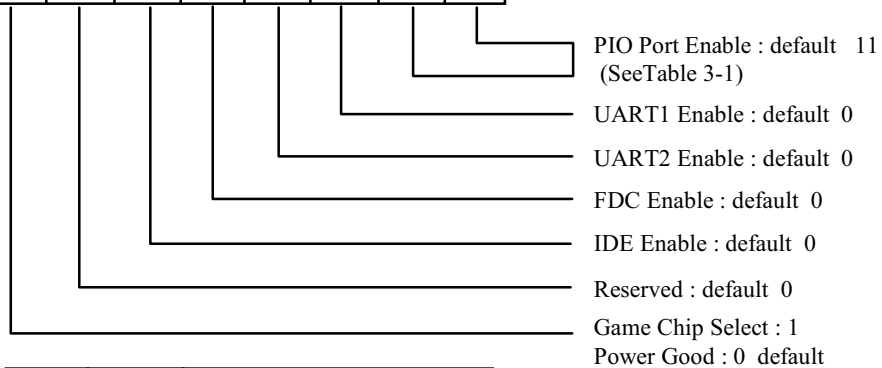 PIO Port Enable : default 11
(SeeTable 3-1)
UART1 Enable : default 0
UART2 Enable : default 0
FDC Enable : default 0
IDE Enable : default 0
Reserved : default 0
Game Chip Select : 1
Power Good : 0 default